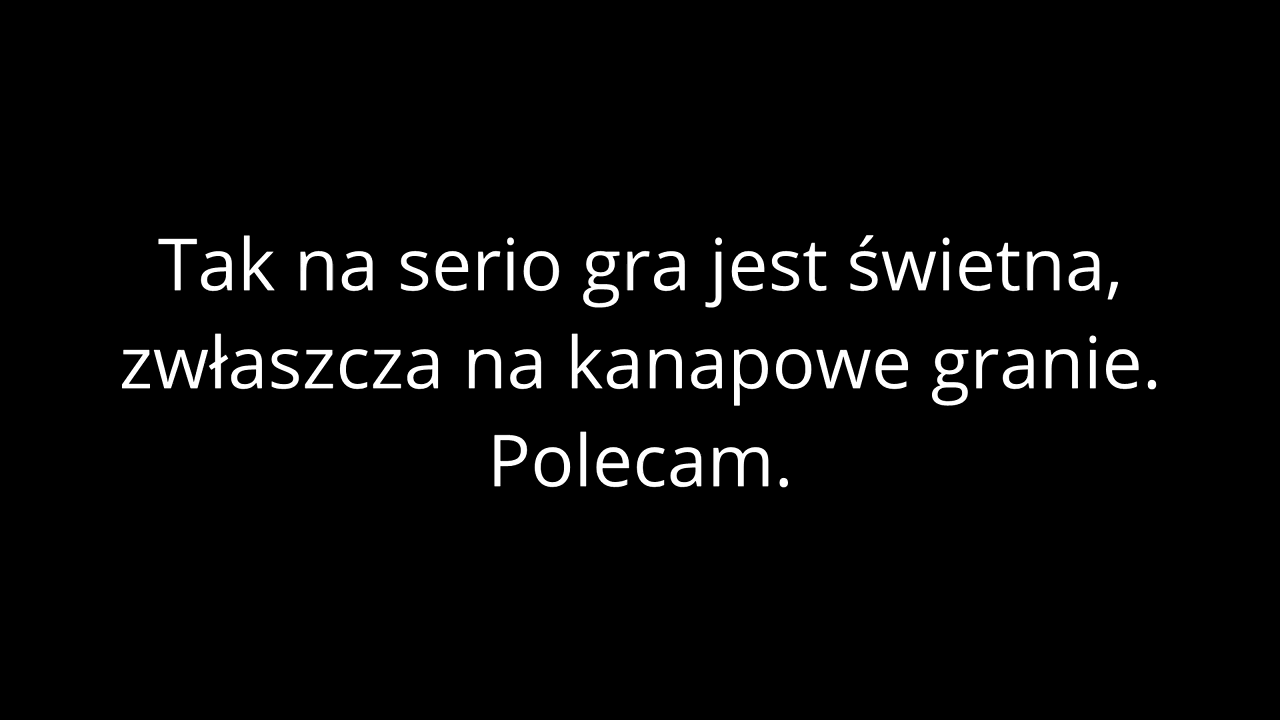 Tak na serio gra jest świetna,
zwłaszcza na kanapowe granie.
Polecam.